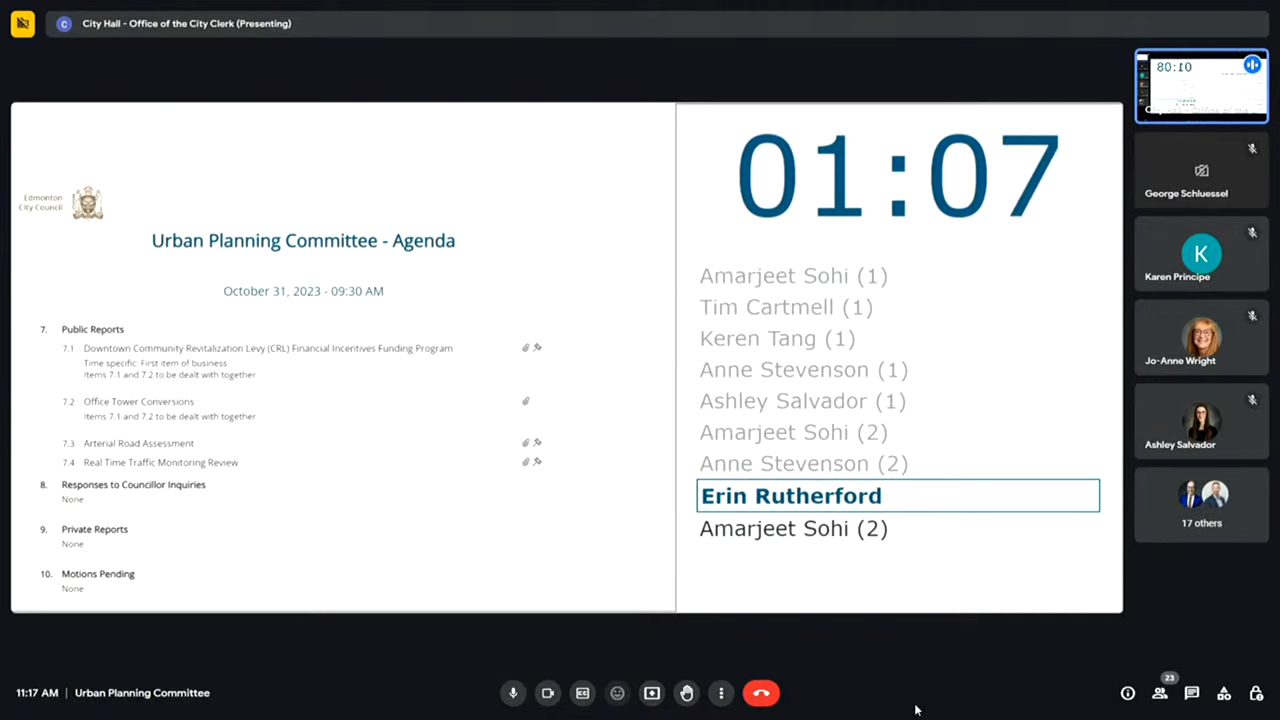 City Hall - Office of the City Clerk (Presenting)
C
Edmonton
City Council
Urban Planning Committee - Agenda
October 31, 2023 - 09:30 AM
7. Public Reports
7.1 Downtown Community Revitalization Levy (CRL) Financial Incentives Funding Program
Time specific: First item of business
Items 7.1 and 7.2 to be dealt with together
7.2 Office Tower Conversions
Items 7.1 and 7.2 to be dealt with together
7.3 Arterial Road Assessment
7.4 Real Time Traffic Monitoring Review
8. Responses to Councillor Inquiries
None
9. Private Reports
None
10. Motions Pending
None
01:07
Amarjeet Sohi (1)
Tim Cartmell (1)
Keren Tang (1)
Anne Stevenson (1)
Ashley Salvador (1)
Amarjeet Sohi (2)
Anne Stevenson (2)
Erin Rutherford
Amarjeet Sohi (2)
80:10
George Schluessel
K
Karen Principe
Jo-Anne Wright
Ashley Salvador
17 others
11:17 AM | Urban Planning Committee
CC
23